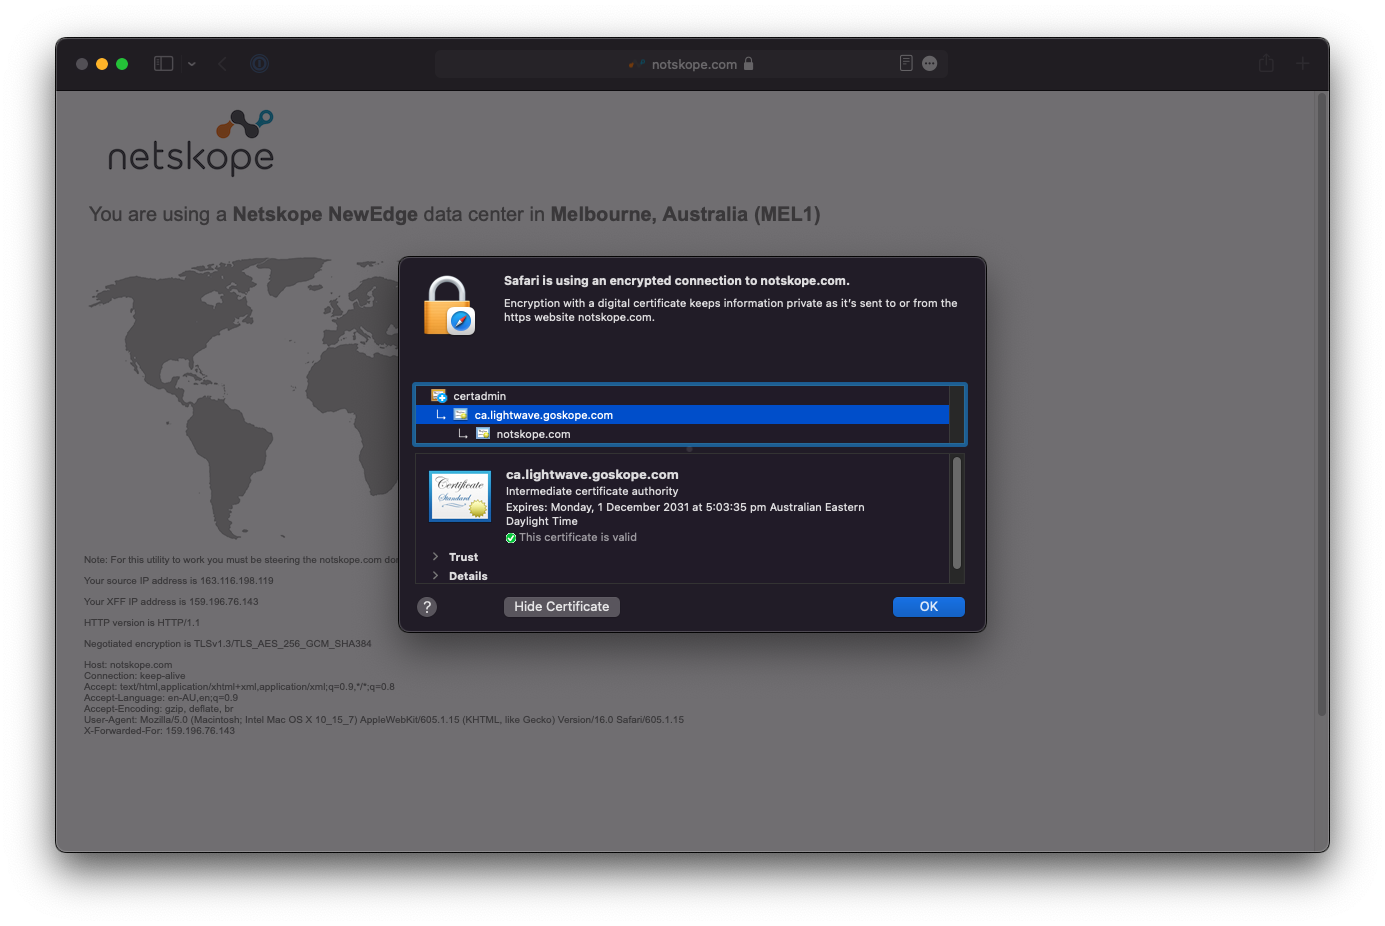 notskope.com
netskope
You are using a Netskope NewEdge data center in Melbourne, Australia (MEL1)
Safari is using an encrypted connection to notskope.com.
Encryption with a digital certificate keeps information private as it's sent to or from the
https website notskope.com.
certadmin
ca.lightwave.goskope.com
notskope.com
Certificate
Standard
ca.lightwave.goskope.com
Intermediate certificate authority
Expires: Monday, 1 December 2031 at 5:03:35 pm Australian Eastern
Daylight Time
This certificate is valid
Trust
Details
?
Hide Certificate
OK
Note: For this utility to work you must be steering the notskope.com
Your source IP address is 163.116.198.119
Your XFF IP address is 159.196.76.143
HTTP version is HTTP/1.1
Negotiated encryption is TLSv1.3/TLS_AES_256_GCM_SHA384
Host: notskope.com
Connection: keep-alive
Accept: text/html,application/xhtml+xml,application/xml;q=0.9,*/*;q=0.8
Accept-Language: en-AU,en;q=0.9
Accept-Encoding: gzip, deflate, br
User-Agent: Mozilla/5.0 (Macintosh; Intel Mac OS X 10_15_7) AppleWebKit/605.1.15 (KHTML, like Gecko) Version/16.0 Safari/605.1.15
X-Forwarded-For: 159.196.76.143